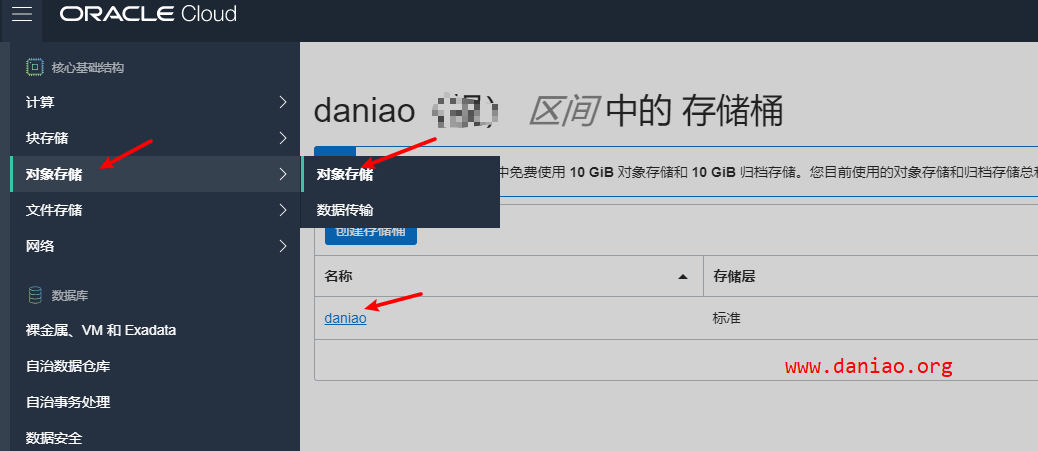 ORACLE Cloud
核心基础结构
计算
块存储
对象存储
文件存储
网络
数据库
裸金属、VM 和 Exadata
自治数据仓库
自治事务处理
数据安全
对象存储
数据传输
daniao 区间 中的 存储桶
中免费使用 10 GiB 对象存储和 10 GiB 归档存储。您目前使用的对象存储和归档存储总
创建存储桶
名称 存储层
daniao 标准
www.daniao.org